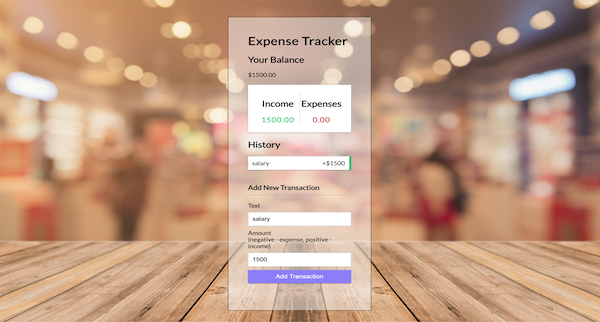 Expense Tracker
Your Balance
$1500.00
Income Expenses
1500.00 0.00
History
salary +$1500
Add New Transaction
Text
salary
Amount
(negative - expense, positive -
income)
1500
Add Transaction